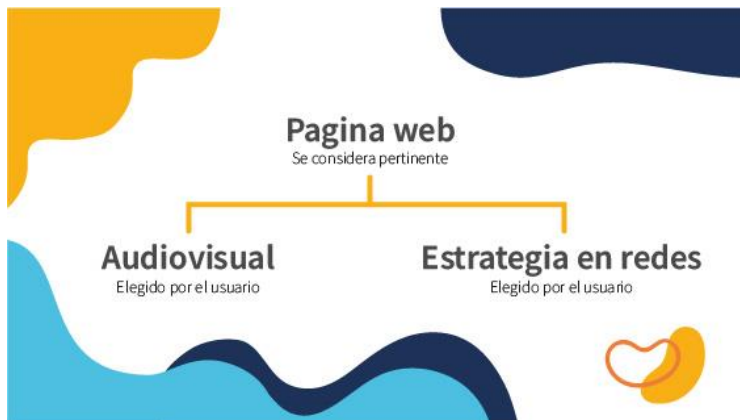 Pagina web
Se considera pertinente
Audiovisual
Elegido por el usuario
Estrategia en redes
Elegido por el usuario